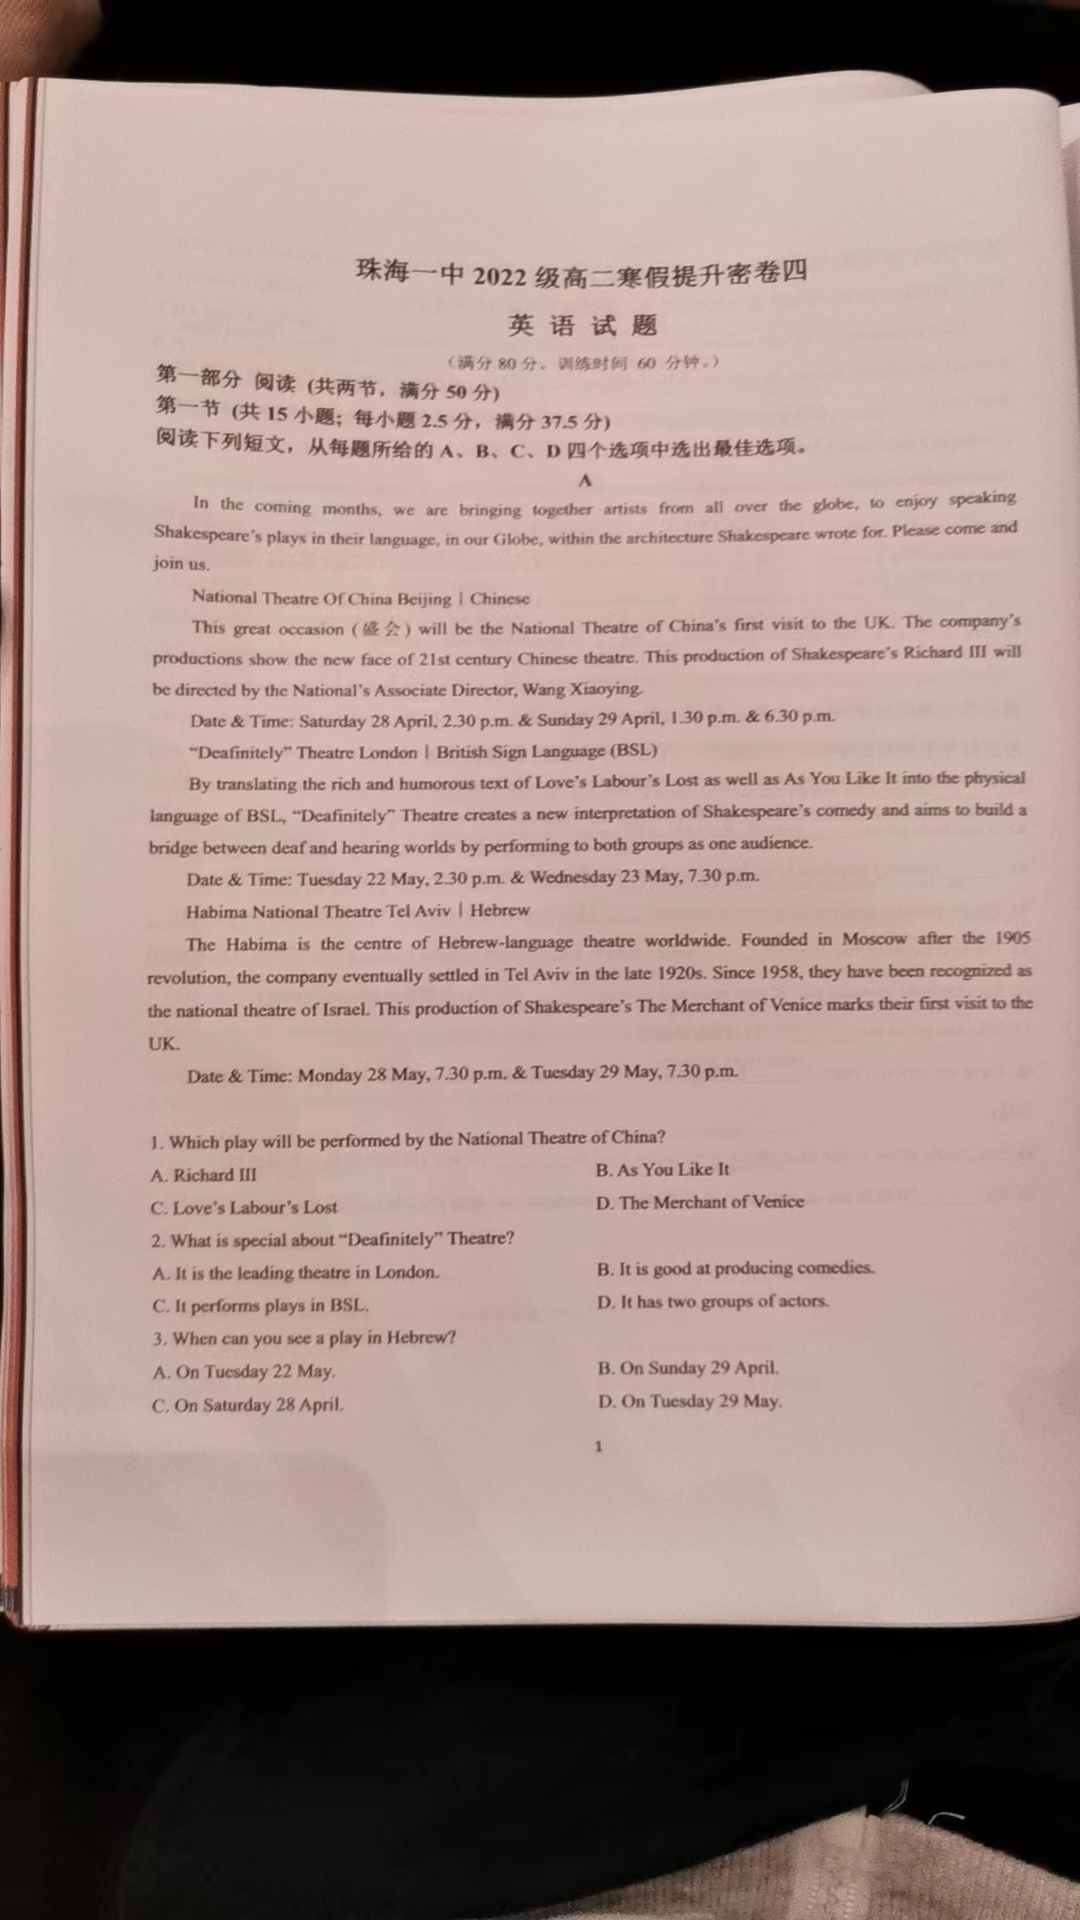 珠海一中 2022 级高二寒假提升密卷四
英 语 试 题
（满分 80 分。训练时间 60 分钟。）
第一部分 阅读 (共两节，满分 50 分)
第一节 (共 15 小题；每小题 2.5 分，满分 37.5 分)
阅读下列短文，从每题所给的 A、B、C、D 四个选项中选出最佳选项。
A
In the coming months, we are bringing together artists from all over the globe, to enjoy speaking
Shakespeare's plays in their language, in our Globe, within the architecture Shakespeare wrote for. Please come and
join us.
National Theatre Of China Beijing | Chinese
This great occasion (盛会) will be the National Theatre of China's first visit to the UK. The company's
productions show the new face of 21st century Chinese theatre. This production of Shakespeare's Richard III will
be directed by the National's Associate Director, Wang Xiaoying.
Date & Time: Saturday 28 April, 2.30 p.m. & Sunday 29 April, 1.30 p.m. & 6.30 p.m.
“Deafinitely” Theatre London | British Sign Language (BSL)
By translating the rich and humorous text of Love's Labour's Lost as well as As You Like It into the physical
language of BSL, “Deafinitely” Theatre creates a new interpretation of Shakespeare's comedy and aims to build a
bridge between deaf and hearing worlds by performing to both groups as one audience.
Date & Time: Tuesday 22 May, 2.30 p.m. & Wednesday 23 May, 7.30 p.m.
Habima National Theatre Tel Aviv | Hebrew
The Habima is the centre of Hebrew-language theatre worldwide. Founded in Moscow after the 1905
revolution, the company eventually settled in Tel Aviv in the late 1920s. Since 1958, they have been recognized as
the national theatre of Israel. This production of Shakespeare's The Merchant of Venice marks their first visit to the
UK.
Date & Time: Monday 28 May, 7.30 p.m. & Tuesday 29 May, 7.30 p.m.
1. Which play will be performed by the National Theatre of China?
A. Richard III B. As You Like It
C. Love's Labour's Lost D. The Merchant of Venice
2. What is special about “Deafinitely” Theatre?
A. It is the leading theatre in London. B. It is good at producing comedies.
C. It performs plays in BSL. D. It has two groups of actors.
3. When can you see a play in Hebrew?
A. On Tuesday 22 May. B. On Sunday 29 April.
C. On Saturday 28 April. D. On Tuesday 29 May.
1